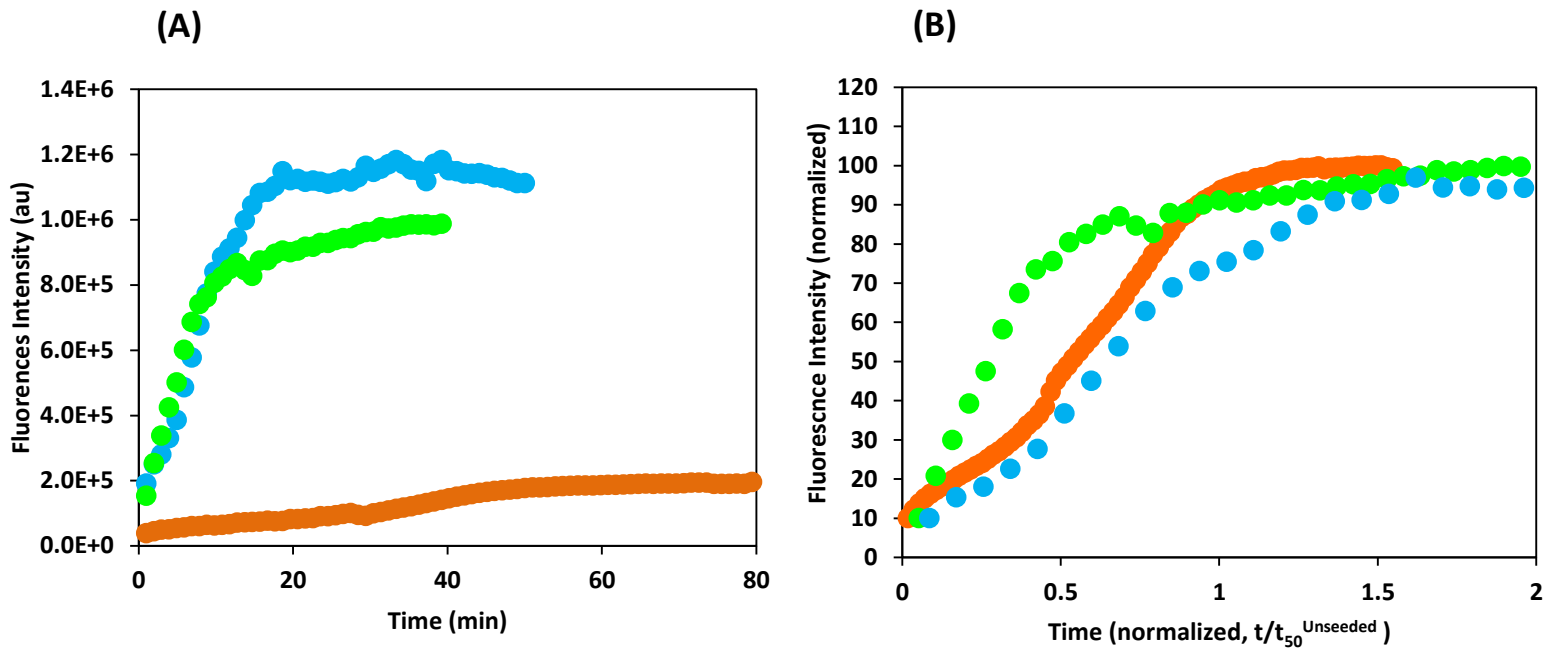 (A)
(B)
Fluorences Intensity (au)
1.4E+6
1.2E+6
1.0E+6
8.0E+5
6.0E+5
4.0E+5
2.0E+5
0.0E+0
0
20
40
60
80
Time (min)
Fluorescnce Intensity (normalized)
120
110
100
90
80
70
60
50
40
30
20
10
0
0
0.5
1
1.5
2
Time (normalized, t/t50Unseeded )